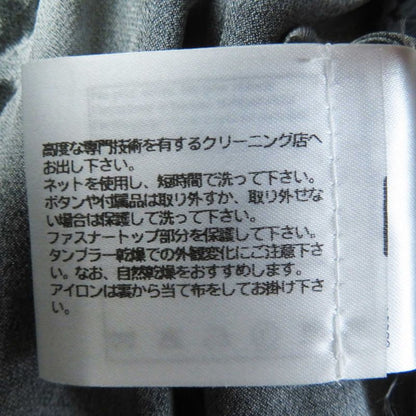 高度な専門技術を有するクリーニング店へ
お出し下さい。
ネットを使用し、短時間で洗って下さい。
ボタンや付属品は取り外すか、取り外せな
い場合は保護して洗って下さい。
ファスナートップ部分を保護して下さい。
タンブラー乾燥での外観変化にご注意下さ
い。なお、自然乾燥をおすすめします。
アイロンは裏から当て布をしてお掛け下さ
い。